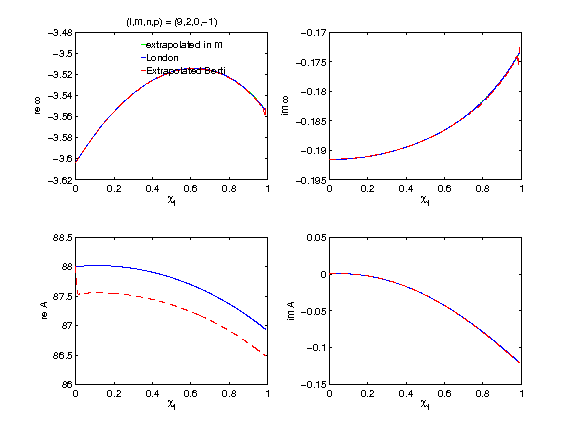 (l,m,n,p) = (9,2,0,−1)
−3.48
−3.5
−3.52
−3.54
−3.56
−3.58
−3.6
−3.62
re ω
extrapolated in m
London
Extrapolated Berti
0 0.2 0.4 0.6 0.8 1
χf
−0.17
−0.175
−0.18
−0.185
−0.19
−0.195
im ω
0 0.2 0.4 0.6 0.8 1
χf
88.5
88
87.5
87
86.5
86
re A
0 0.2 0.4 0.6 0.8 1
χf
0.05
0
−0.05
−0.1
−0.15
im A
0 0.2 0.4 0.6 0.8 1
χf